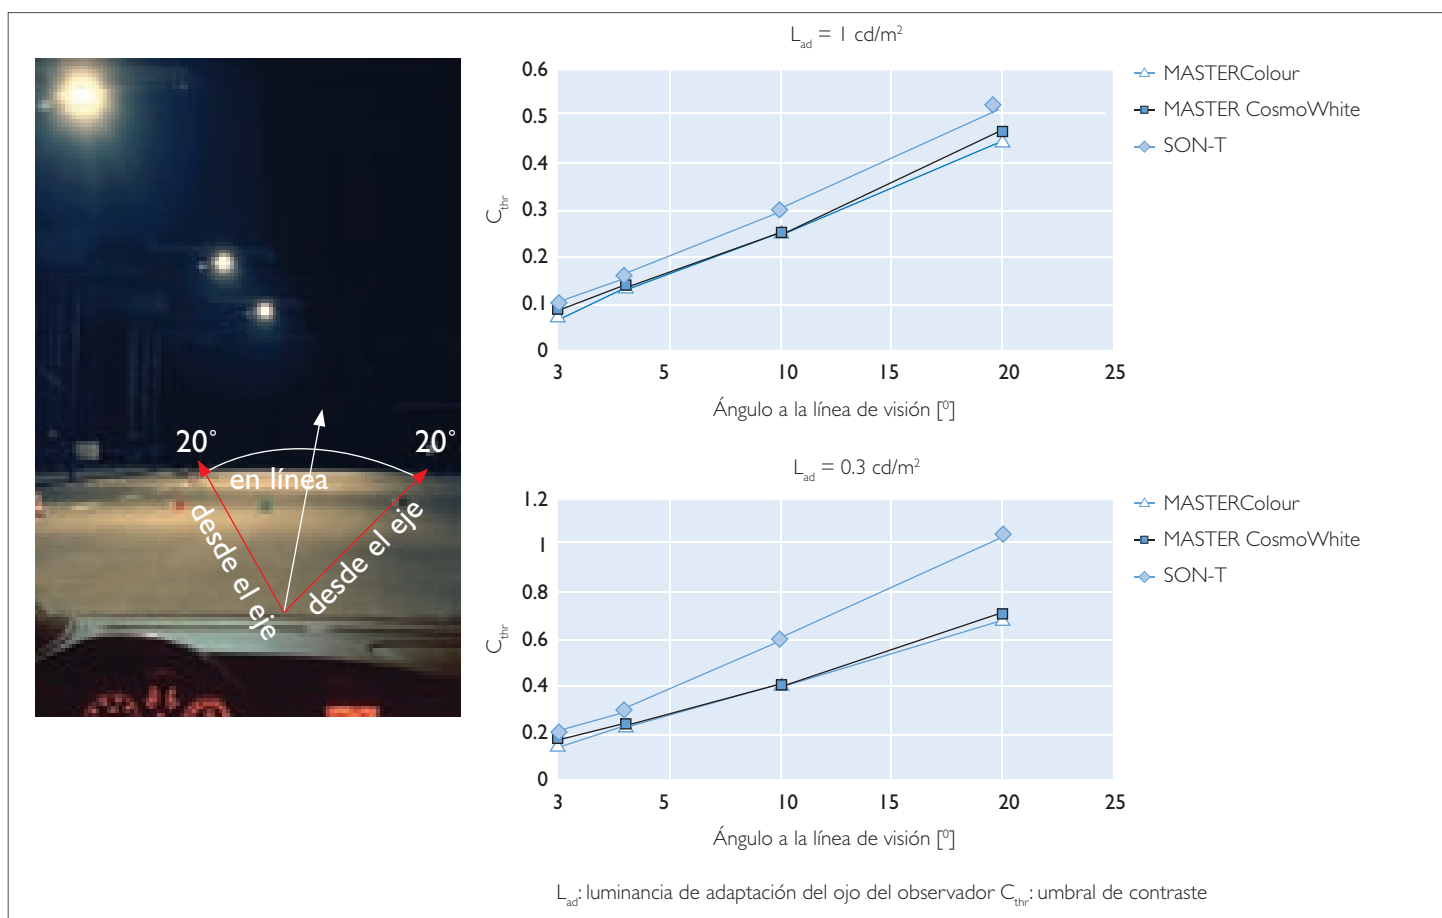 20°
20°
en línea
desde el eje
desde el eje
L_ad = 1 cd/m²
0.6
0.5
0.4
0.3
0.2
0.1
0
C_thr
3 5 10 15 20 25
Ángulo a la línea de visión [⁰]
MASTERColour
MASTER CosmoWhite
SON-T
L_ad = 0.3 cd/m²
1.2
1
0.8
0.6
0.4
0.2
0
C_thr
3 5 10 15 20 25
Ángulo a la línea de visión [⁰]
MASTERColour
MASTER CosmoWhite
SON-T
L_ad: luminancia de adaptación del ojo del observador C_thr: umbral de contraste